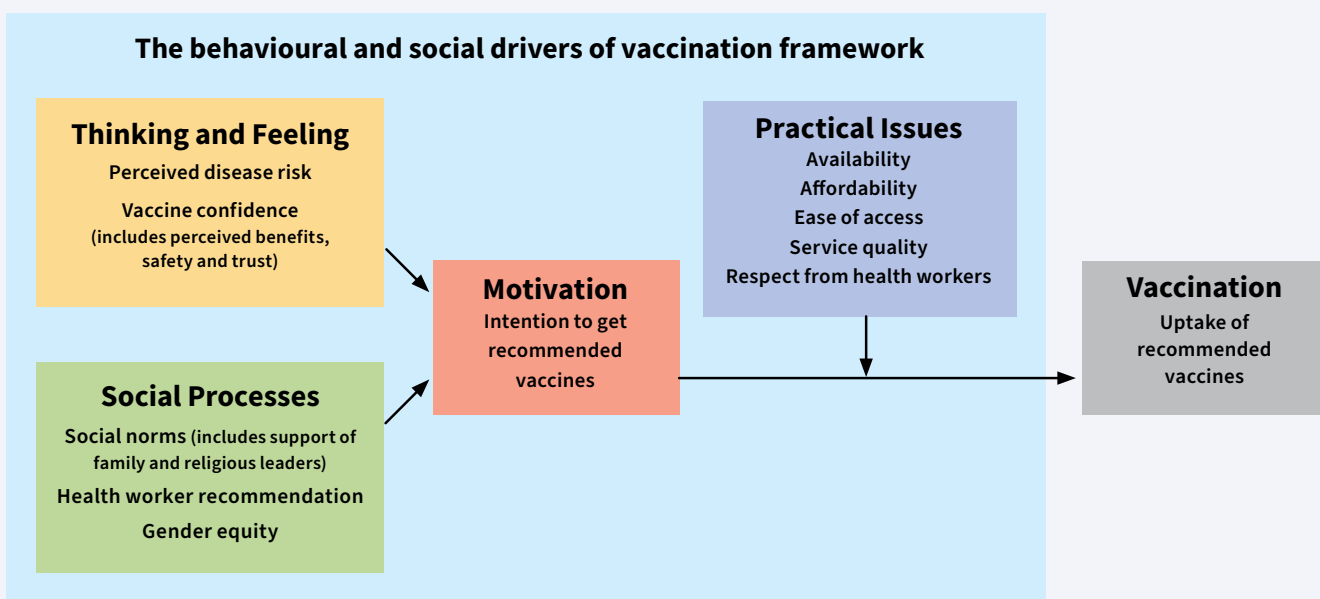 The behavioural and social drivers of vaccination framework
Thinking and Feeling
Perceived disease risk
Vaccine confidence
(includes perceived benefits,
safety and trust)
Social Processes
Social norms (includes support of
family and religious leaders)
Health worker recommendation
Gender equity
Motivation
Intention to get
recommended
vaccines
Practical Issues
Availability
Affordability
Ease of access
Service quality
Respect from health workers
Vaccination
Uptake of
recommended
vaccines